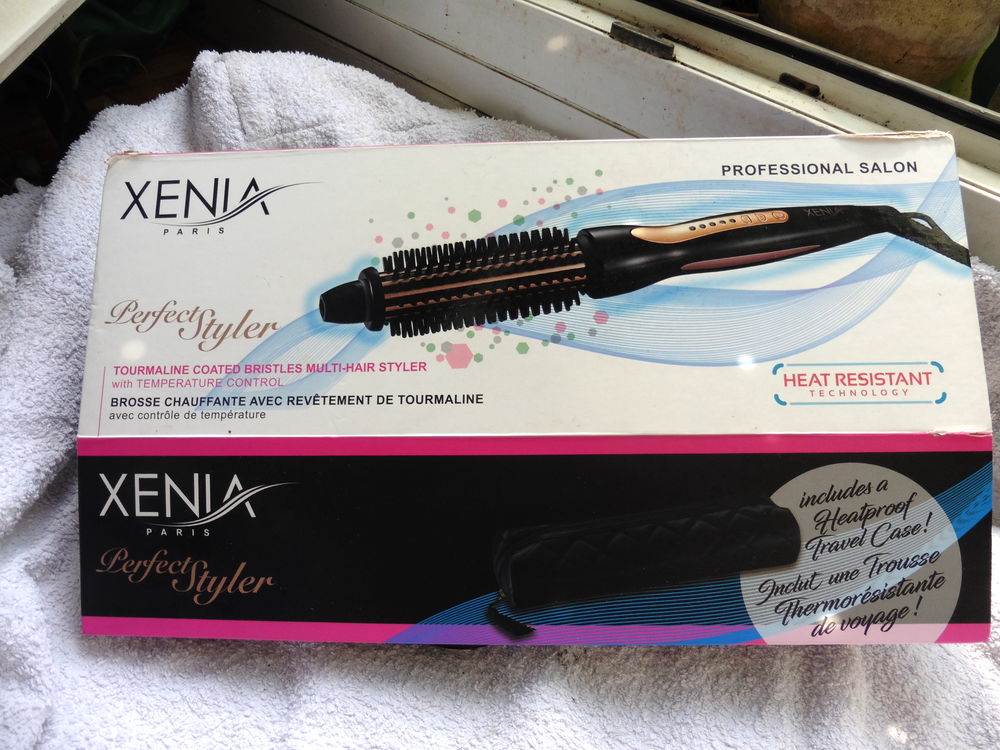 PROFESSIONAL SALON
XENIA
PARIS
XENIA
Perfect Styler
TOURMALINE COATED BRISTLES MULTI-HAIR STYLER
with TEMPERATURE CONTROL
BROSSE CHAUFFANTE AVEC REVÊTEMENT DE TOURMALINE
avec contrôle de température
HEAT RESISTANT
TECHNOLOGY
XENIA
PARIS
Perfect Styler
includes a
Heatproof
Travel Case!
Inclut une Trousse
Thermorésistante
de voyage !